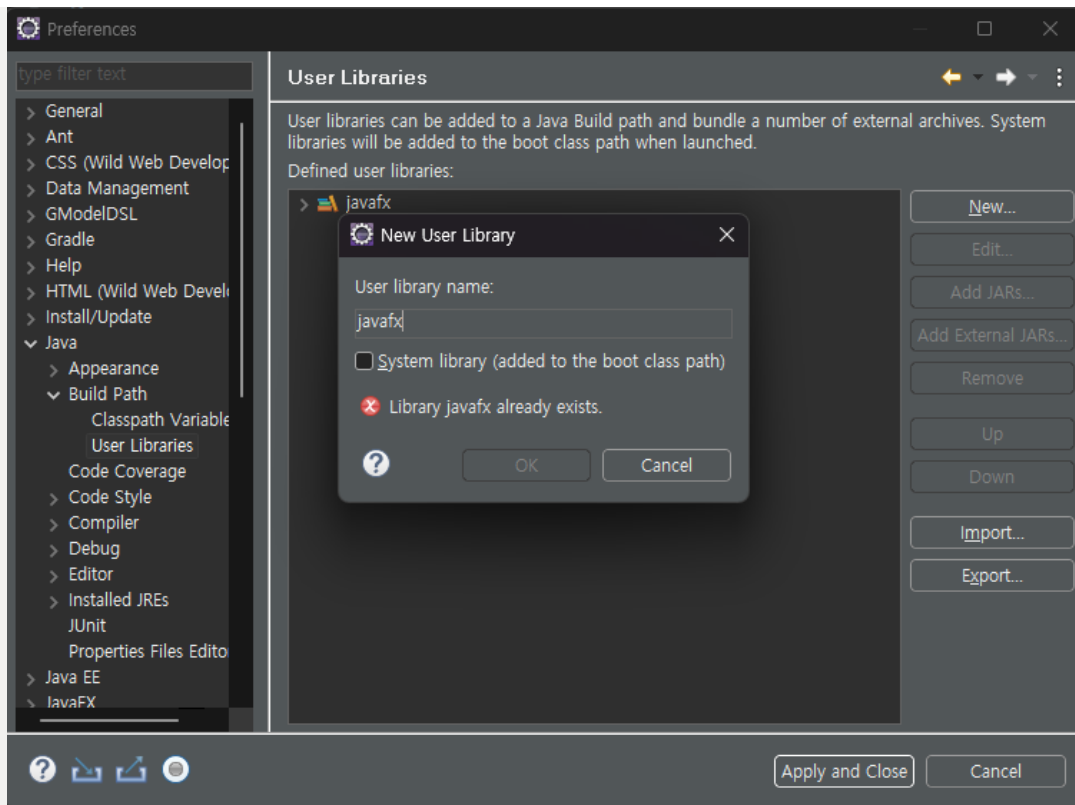 Preferences
type filter text
General
Ant
CSS (Wild Web Develop
Data Management
GModelDSL
Gradle
Help
HTML (Wild Web Devel
Install/Update
Java
Appearance
Build Path
Classpath Variable
User Libraries
Code Coverage
Code Style
Compiler
Debug
Editor
Installed JREs
JUnit
Properties Files Edito
Java EE
JavaFX
User Libraries
User libraries can be added to a Java Build path and bundle a number of external archives. System
libraries will be added to the boot class path when launched.
Defined user libraries:
javafx
New User Library
User library name:
javafx
System library (added to the boot class path)
Library javafx already exists.
OK
Cancel
New...
Edit...
Add JARs...
Add External JARs...
Remove
Up
Down
Import...
Export...
Apply and Close
Cancel